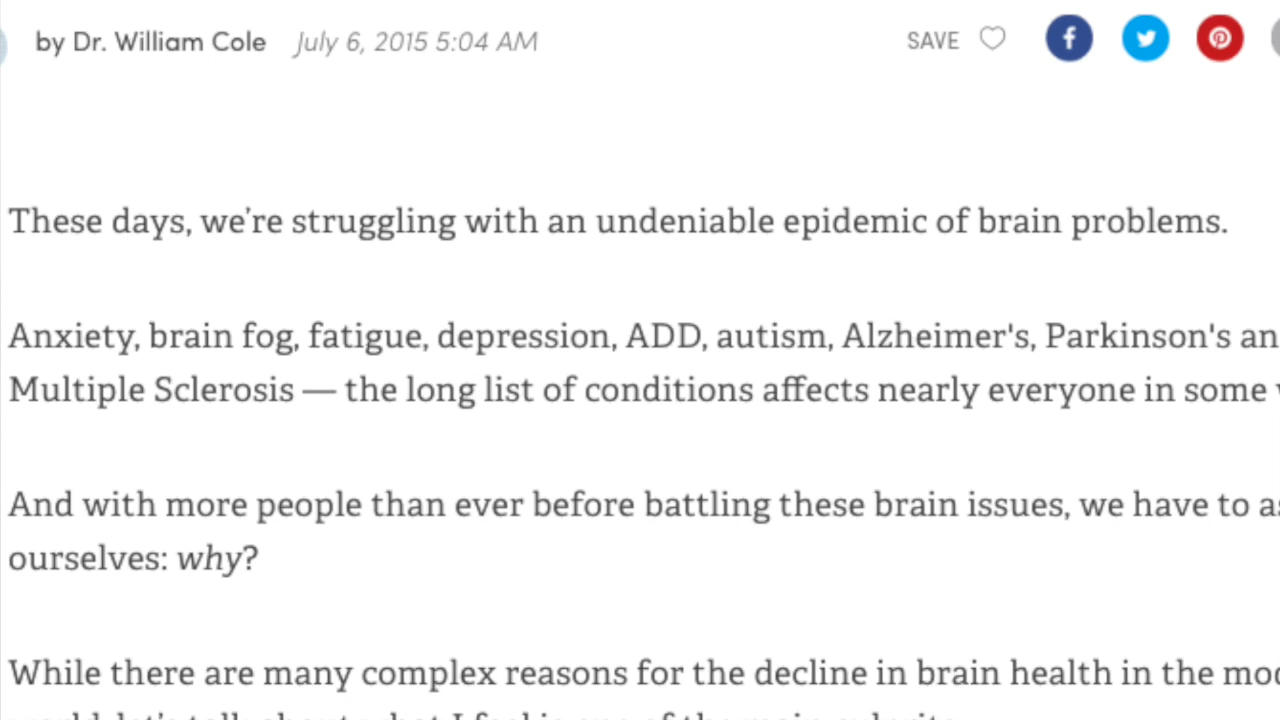 by Dr. William Cole July 6, 2015 5:04 AM SAVE
These days, we're struggling with an undeniable epidemic of brain problems.
Anxiety, brain fog, fatigue, depression, ADD, autism, Alzheimer's, Parkinson's an
Multiple Sclerosis — the long list of conditions affects nearly everyone in some
And with more people than ever before battling these brain issues, we have to
ourselves: why?
While there are many complex reasons for the decline in brain health in the